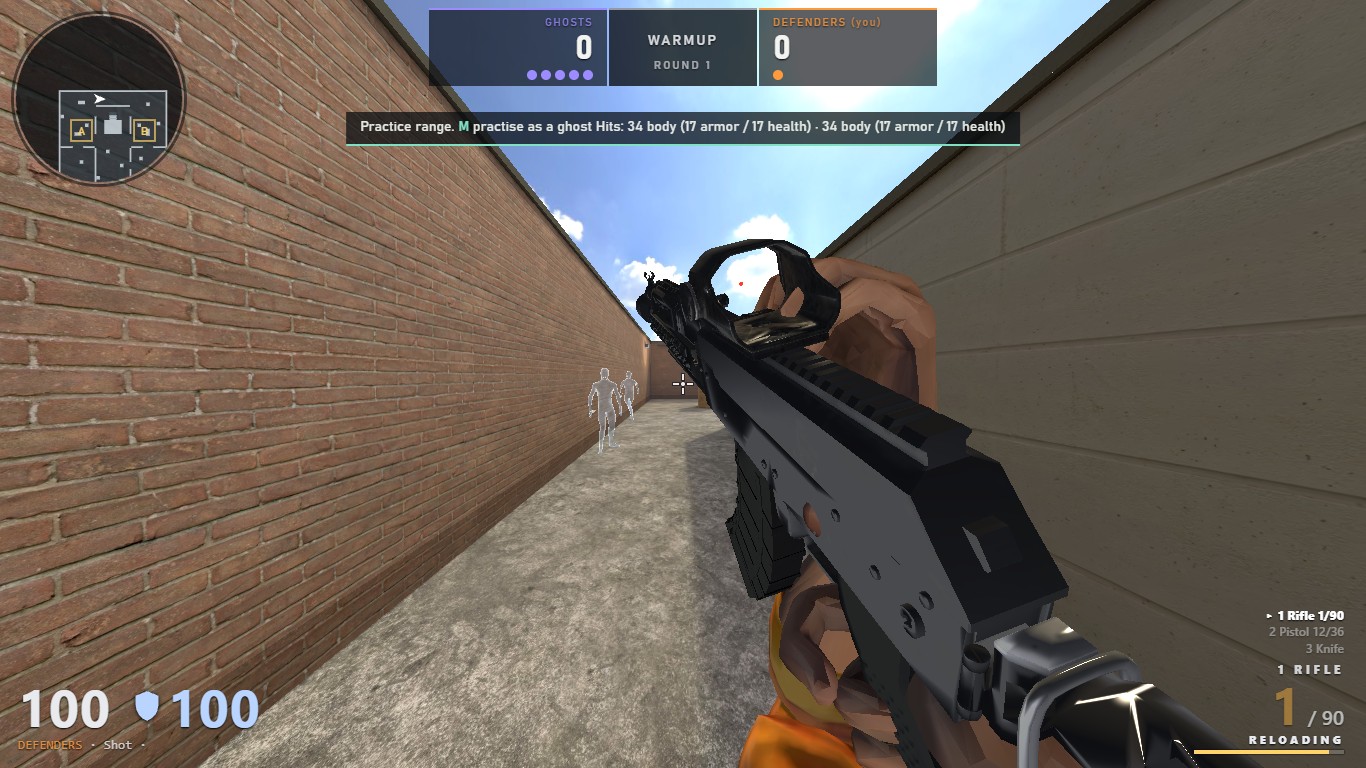 GHOSTS
0
WARMUP
ROUND 1
DEFENDERS (you)
0
A
B
Practice range. M practise as a ghost Hits: 34 body (17 armor / 17 health) · 34 body (17 armor / 17 health)
▸ 1 Rifle 1/90
2 Pistol 12/36
3 Knife
1 RIFLE
1 / 90
RELOADING
100 100
DEFENDERS · Shot ·